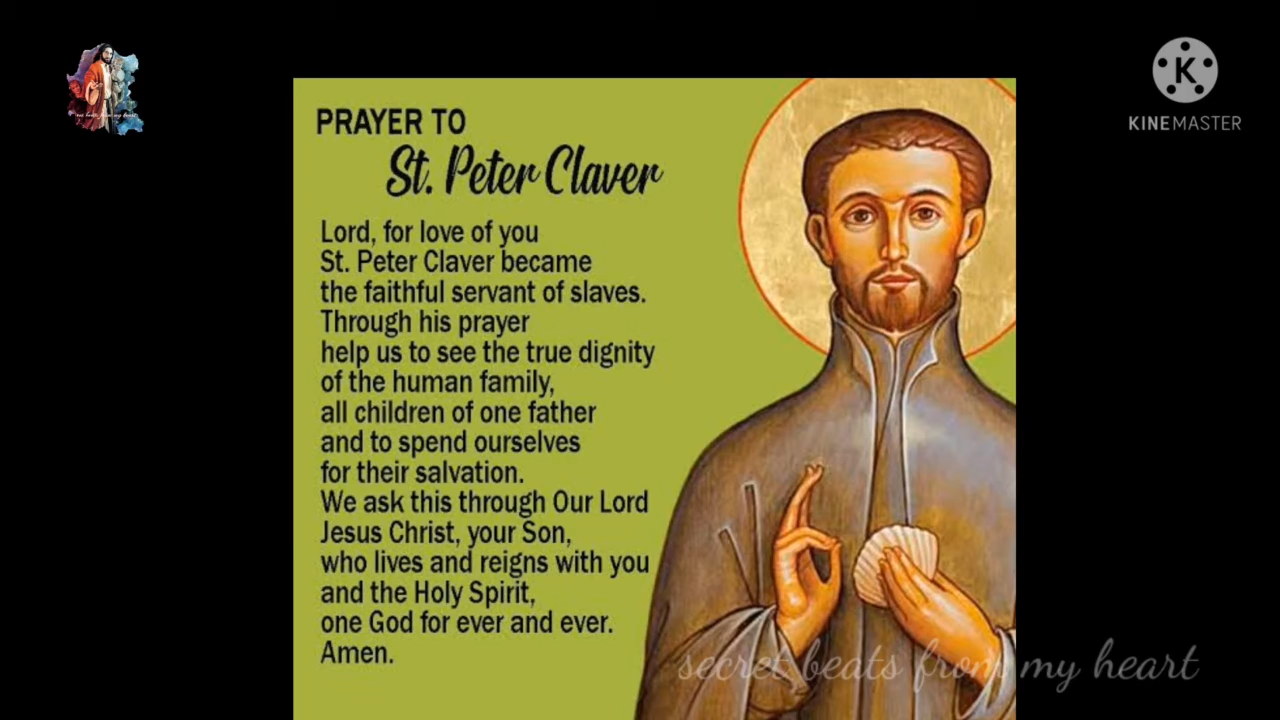 PRAYER TO
St. Peter Claver
Lord, for love of you
St. Peter Claver became
the faithful servant of slaves.
Through his prayer
help us to see the true dignity
of the human family,
all children of one father
and to spend ourselves
for their salvation.
We ask this through Our Lord
Jesus Christ, your Son,
who lives and reigns with you
and the Holy Spirit,
one God for ever and ever.
Amen.
K
KINEMASTER
secret beats from my heart